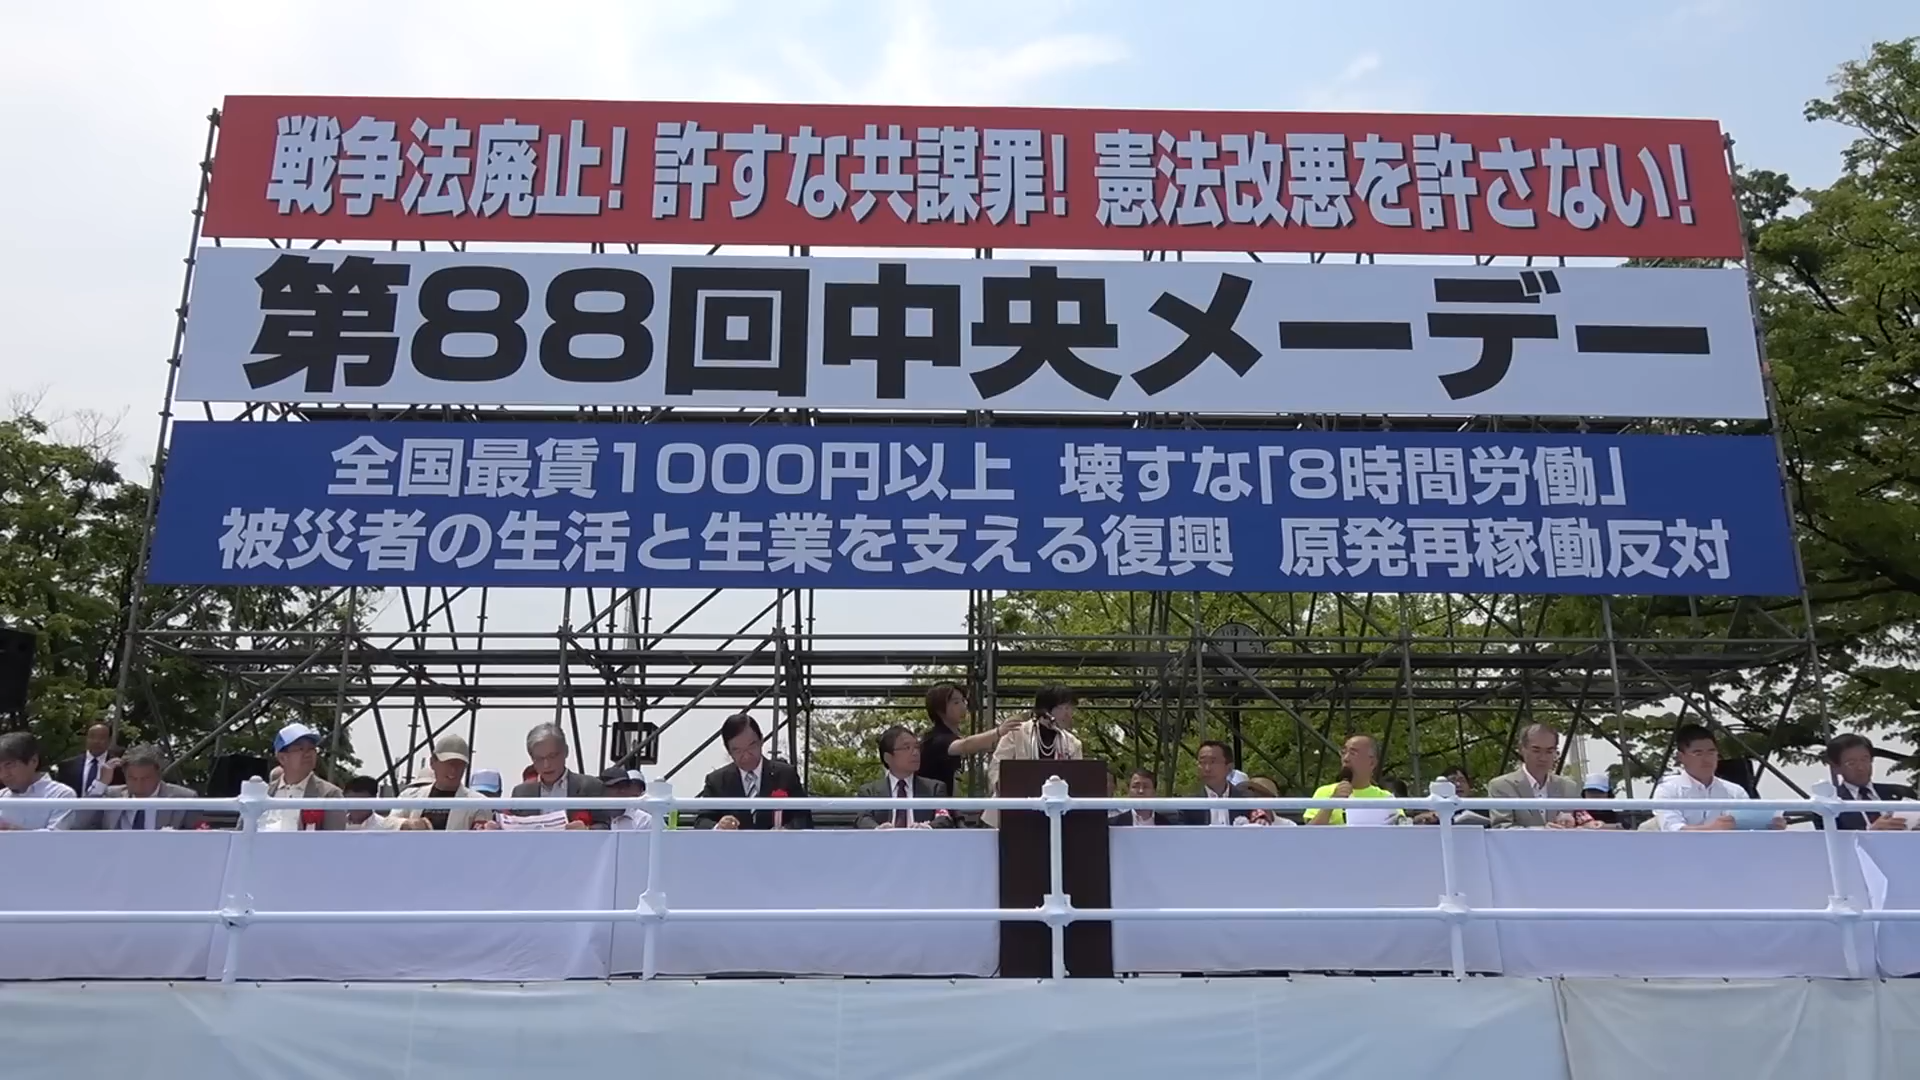 戦争法廃止！ 許すな共謀罪！ 憲法改悪を許さない！
第88回中央メーデー
全国最賃1000円以上 壊すな「8時間労働」
被災者の生活と生業を支える復興 原発再稼働反対